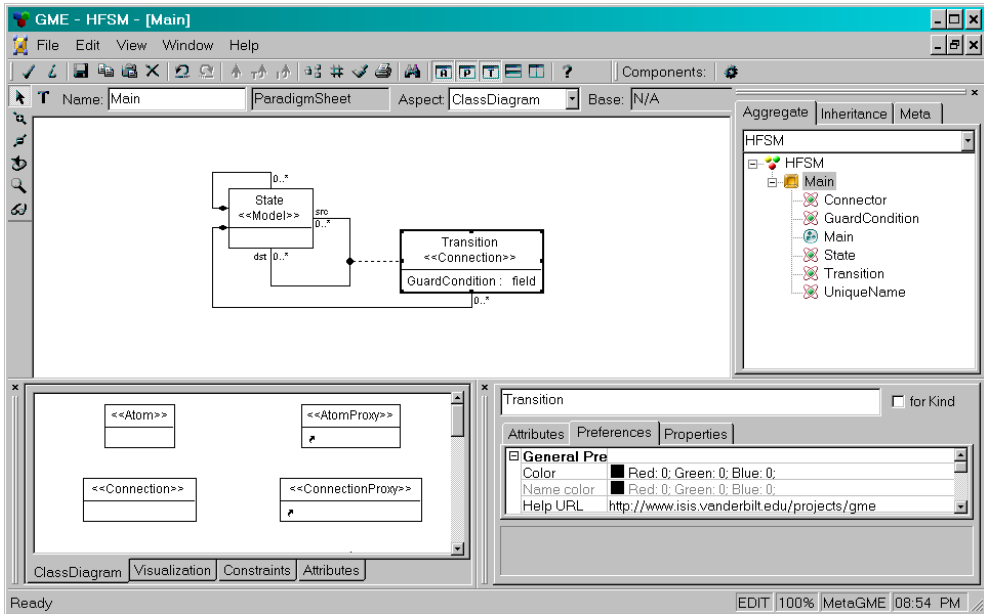 GME - HFSM - [Main]
File Edit View Window Help
Components:
Name: Main ParadigmSheet Aspect: ClassDiagram Base: N/A
0..*
State
<<Model>>
src
0..*
dst 0..*
Transition
<<Connection>>
GuardCondition : field
0..*
Aggregate Inheritance Meta
HFSM
HFSM
Main
Connector
GuardCondition
Main
State
Transition
UniqueName
<<Atom>>
<<AtomProxy>>
<<Connection>>
<<ConnectionProxy>>
ClassDiagram Visualization Constraints Attributes
Transition
for Kind
Attributes Preferences Properties
General Pre
Color Red: 0; Green: 0; Blue: 0;
Name color Red: 0; Green: 0; Blue: 0;
Help URL http://www.isis.vanderbilt.edu/projects/gme
Ready
EDIT 100% MetaGME 08:54 PM